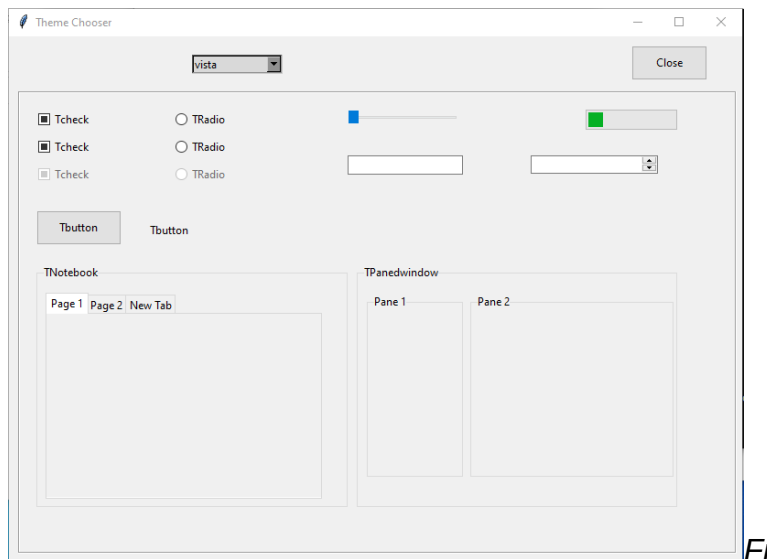 Theme Chooser
vista
Close
Tcheck TRadio
Tcheck TRadio
Tcheck TRadio
Tbutton Tbutton
TNotebook TPanedwindow
Page 1 Page 2 New Tab Pane 1 Pane 2